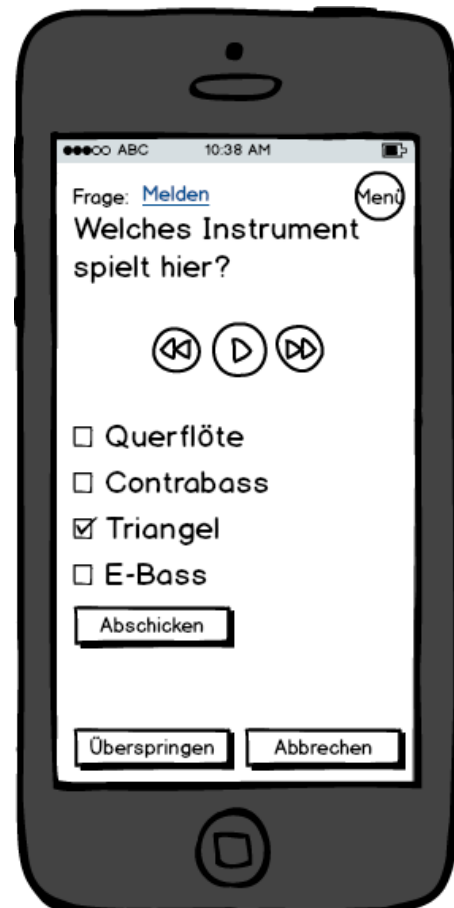 ABC 10:38 AM
Frage: Melden Menü
Welches Instrument
spielt hier?
Querflöte
Contrabass
Triangel
E-Bass
Abschicken
Überspringen Abbrechen